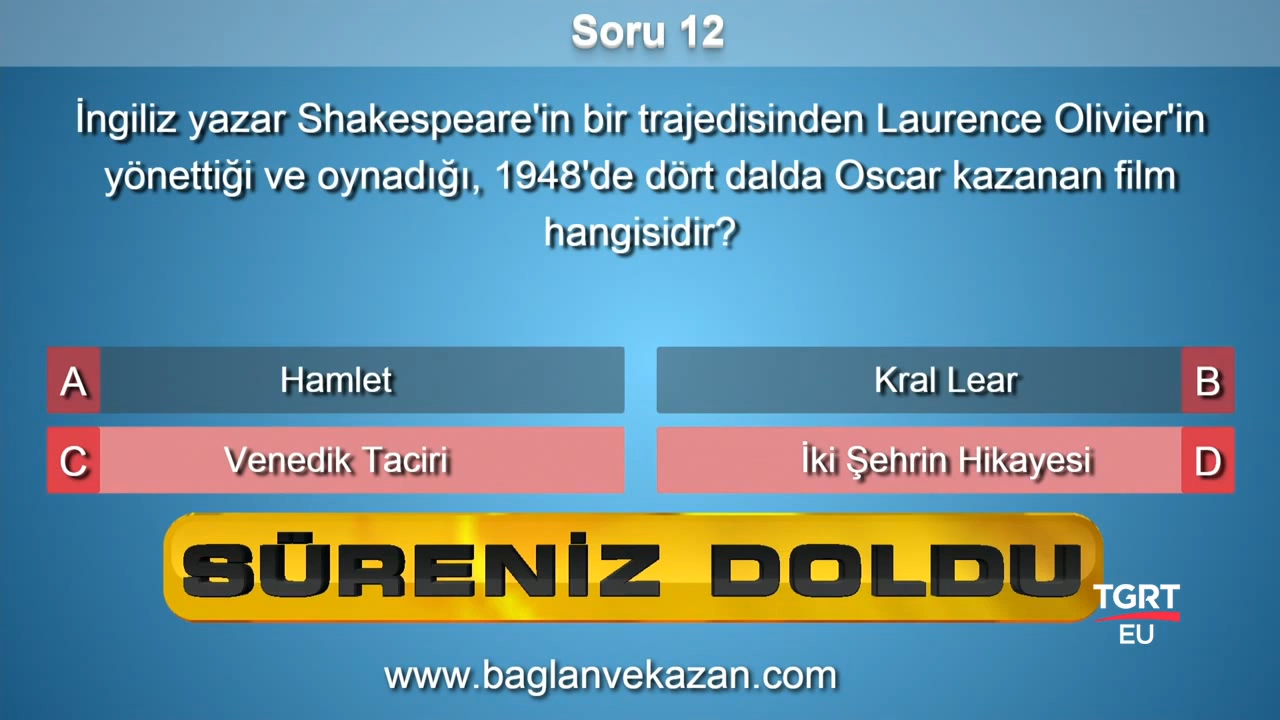 Soru 12
İngiliz yazar Shakespeare'in bir trajedisinden Laurence Olivier'in
yönettiği ve oynadığı, 1948'de dört dalda Oscar kazanan film
hangisidir?
A Hamlet
Kral Lear B
C Venedik Taciri
İki Şehrin Hikayesi D
SÜRENİZ DOLDU
TGRT
EU
www.baglanvekazan.com